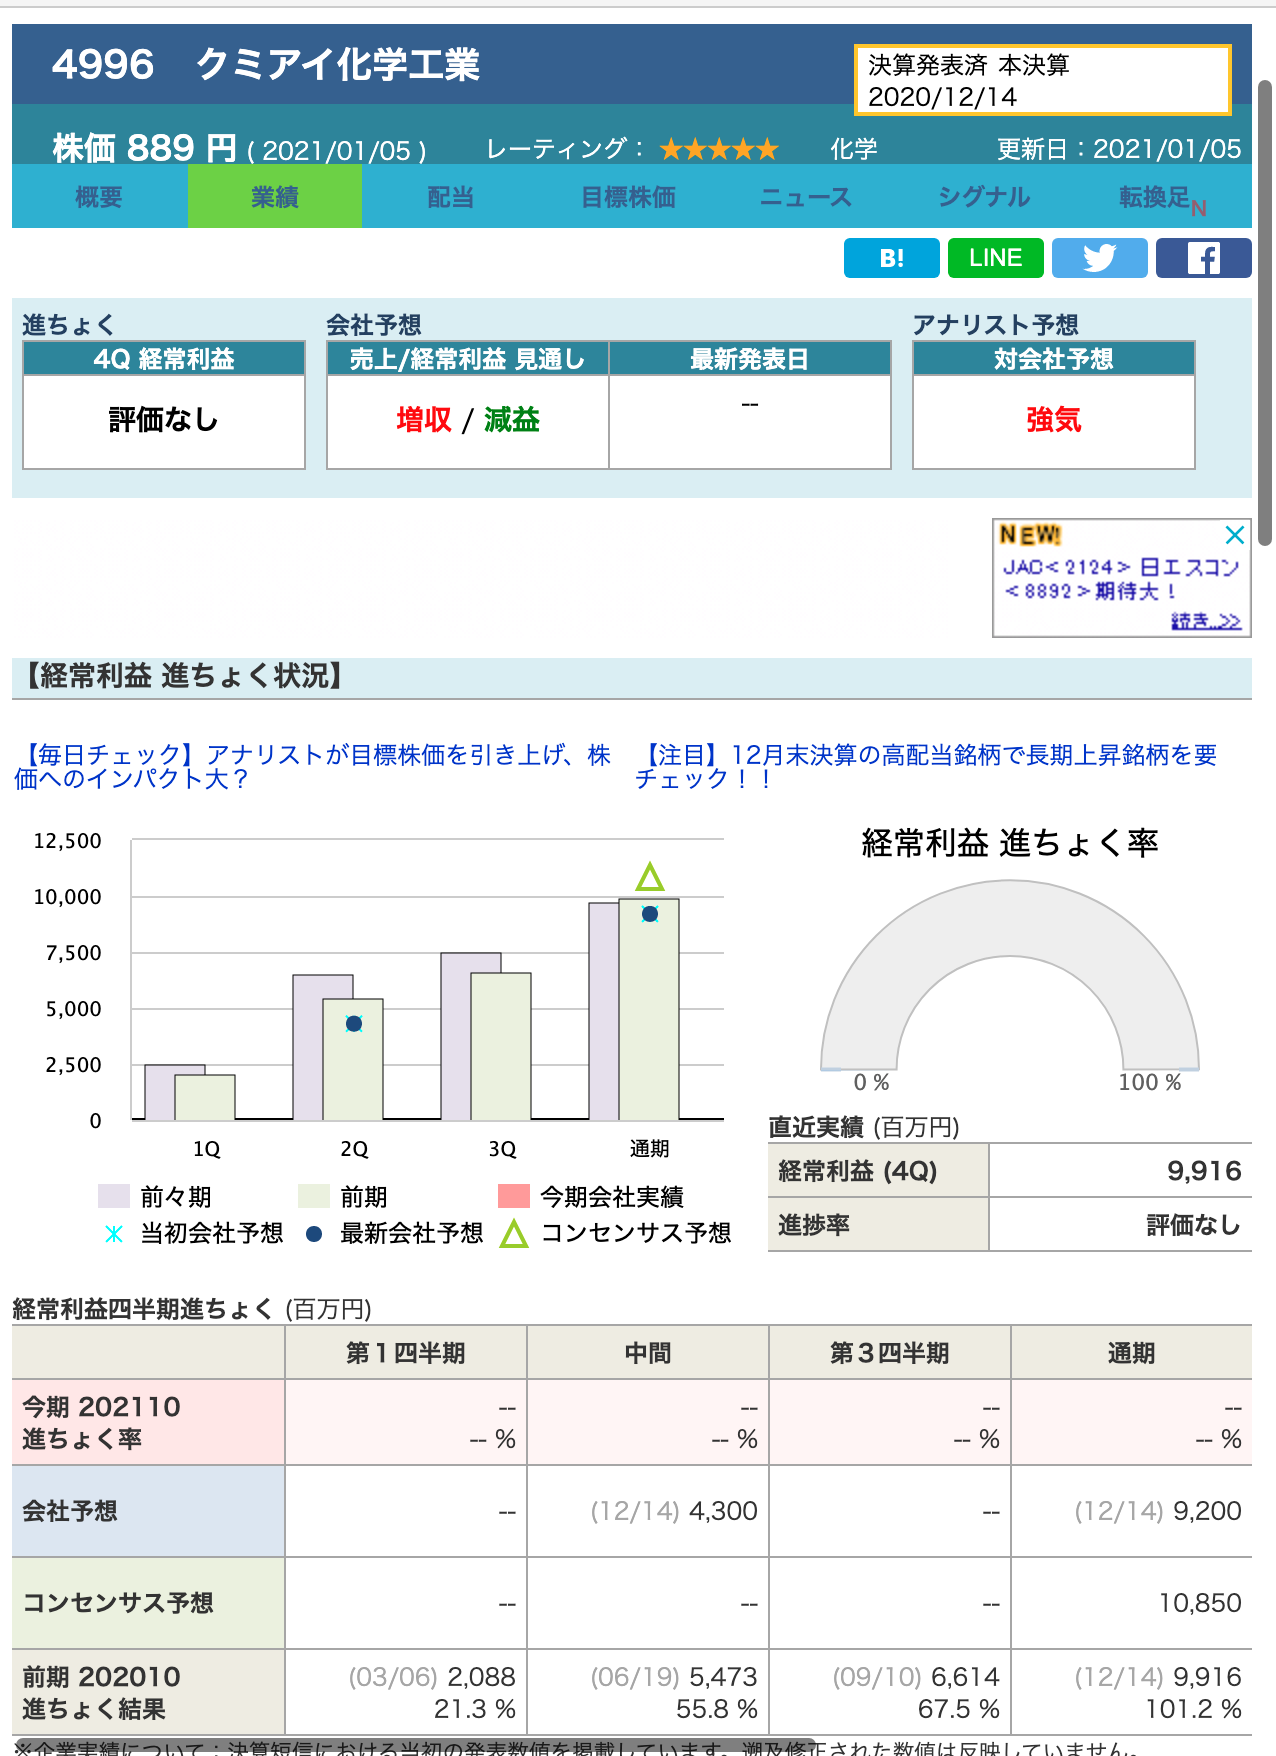 4996 クミアイ化学工業
決算発表済 本決算
2020/12/14
株価 889 円 ( 2021/01/05 )
レーティング： ★★★★★
化学
更新日：2021/01/05
概要 業績 配当 目標株価 ニュース シグナル 転換足N
B! LINE
進ちょく 会社予想 アナリスト予想
4Q 経常利益 売上/経常利益 見通し 最新発表日 対会社予想
評価なし 増収 / 減益 -- 強気
NEW!
JAC<2124> 日エスコン
<8892>期待大！
続き..>>
【経常利益 進ちょく状況】
【毎日チェック】アナリストが目標株価を引き上げ、株
価へのインパクト大？
【注目】12月末決算の高配当銘柄で長期上昇銘柄を要
チェック！！
12,500
10,000
7,500
5,000
2,500
0
1Q 2Q 3Q 通期
前々期 前期 今期会社実績
当初会社予想 最新会社予想 コンセンサス予想
経常利益 進ちょく率
0 % 100 %
直近実績 (百万円)
経常利益 (4Q) 9,916
進捗率 評価なし
経常利益四半期進ちょく (百万円)
第１四半期 中間 第３四半期 通期
今期 202110 -- -- -- --
進ちょく率 -- % -- % -- % -- %
会社予想 -- (12/14) 4,300 -- (12/14) 9,200
コンセンサス予想 -- -- -- 10,850
前期 202010 (03/06) 2,088 (06/19) 5,473 (09/10) 6,614 (12/14) 9,916
進ちょく結果 21.3 % 55.8 % 67.5 % 101.2 %
※企業実績について：決算短信における当初の発表数値を掲載しています。遡及修正された数値は反映していません。